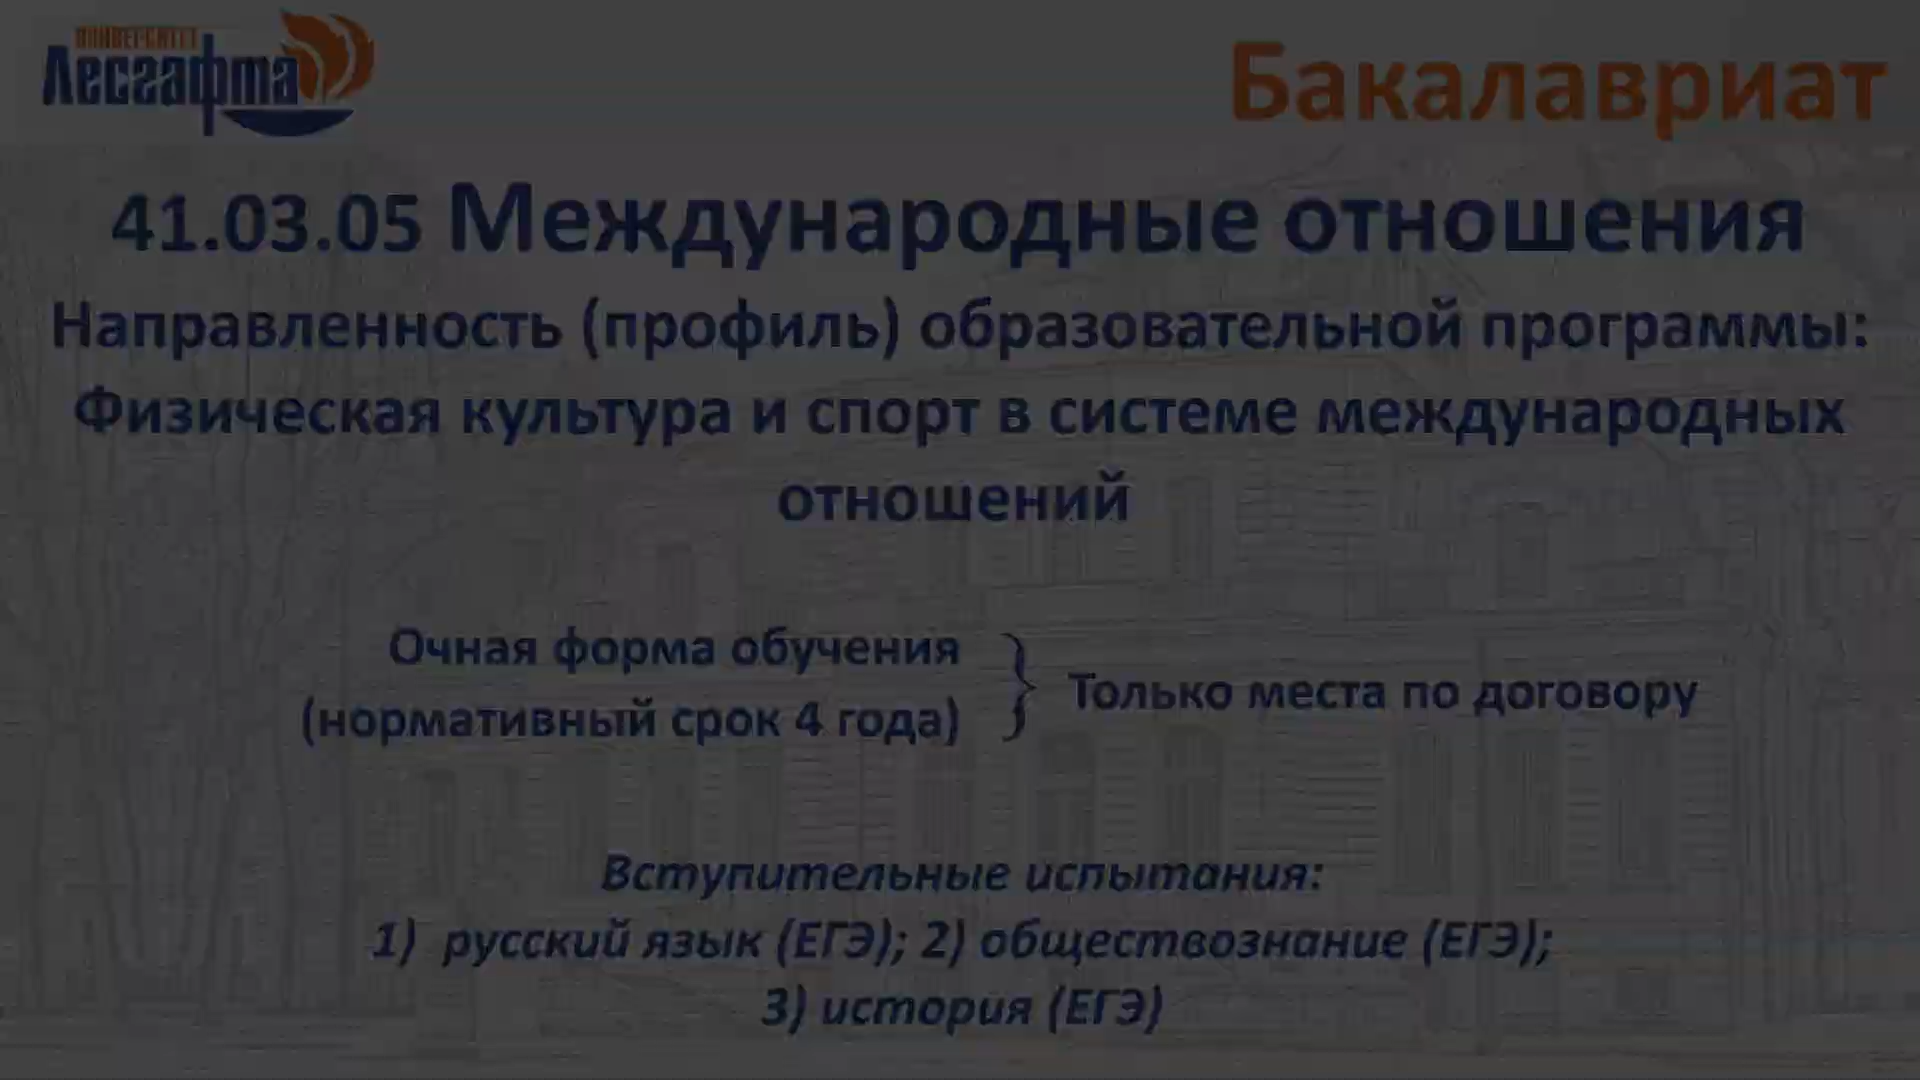 УНИВЕРСИТЕТ
Лесгафта
Бакалавриат
41.03.05 Международные отношения
Направленность (профиль) образовательной программы:
Физическая культура и спорт в системе международных
отношений
Очная форма обучения
(нормативный срок 4 года)
Только места по договору
Вступительные испытания:
1) русский язык (ЕГЭ); 2) обществознание (ЕГЭ);
3) история (ЕГЭ)